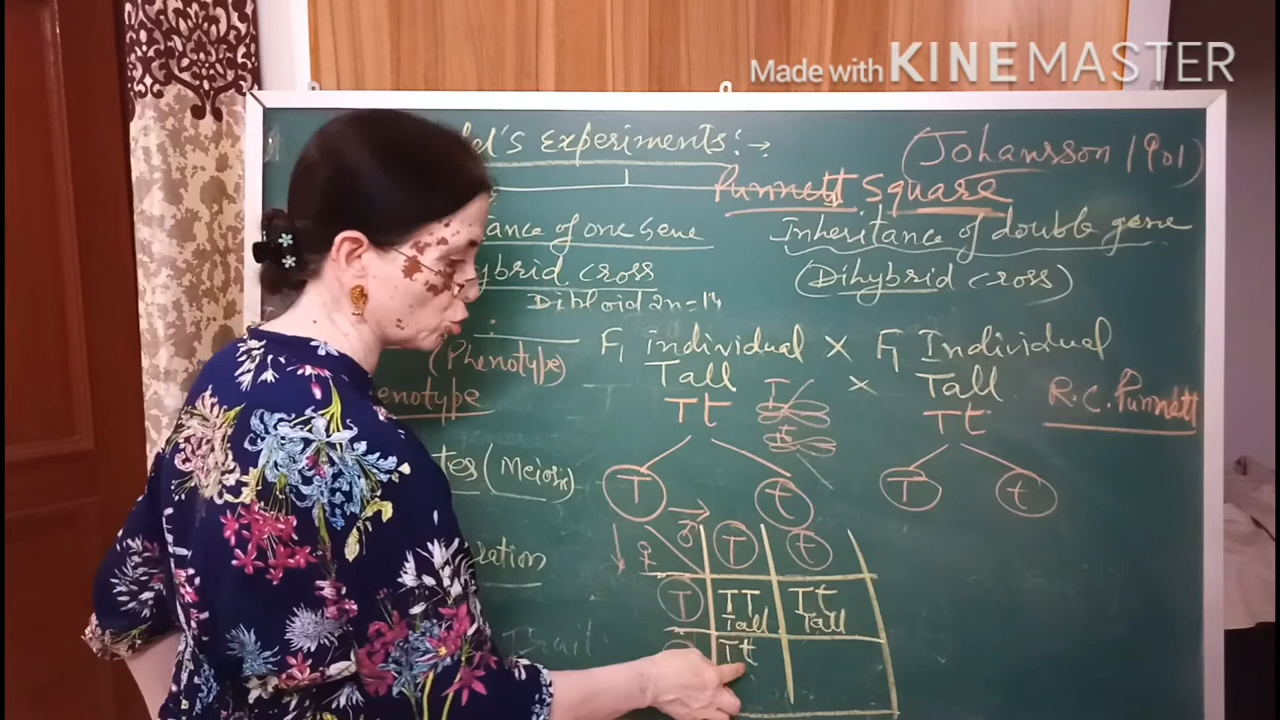 Made with KINEMASTER
del's Experiments:→
(Johansson 1901)
Punnett Square
tance of one Gene
Inheritance of double gene
ybrid cross
(Dihybrid cross)
Diploid 2n=14
F1 individual × F1 Individual
(Phenotype)
Tall × Tall
enotype
Tt Tt
R.C. Punnett
T
t
tes (Meiosis)
T t T t
→
♂
♀
T t
T TT Tt
Tall Tall
Tt